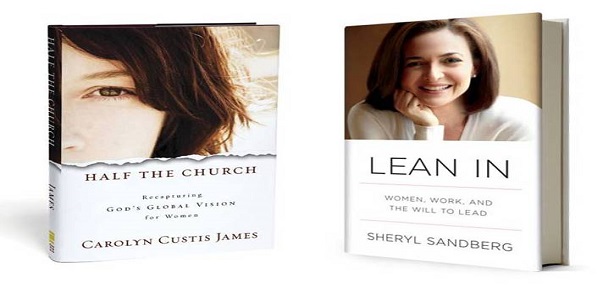 HALF THE CHURCH
JAMES
HALF THE CHURCH
Recapturing
GOD'S GLOBAL VISION
for Women
CAROLYN CUSTIS JAMES
LEAN IN
WOMEN, WORK, AND
THE WILL TO LEAD
SHERYL SANDBERG